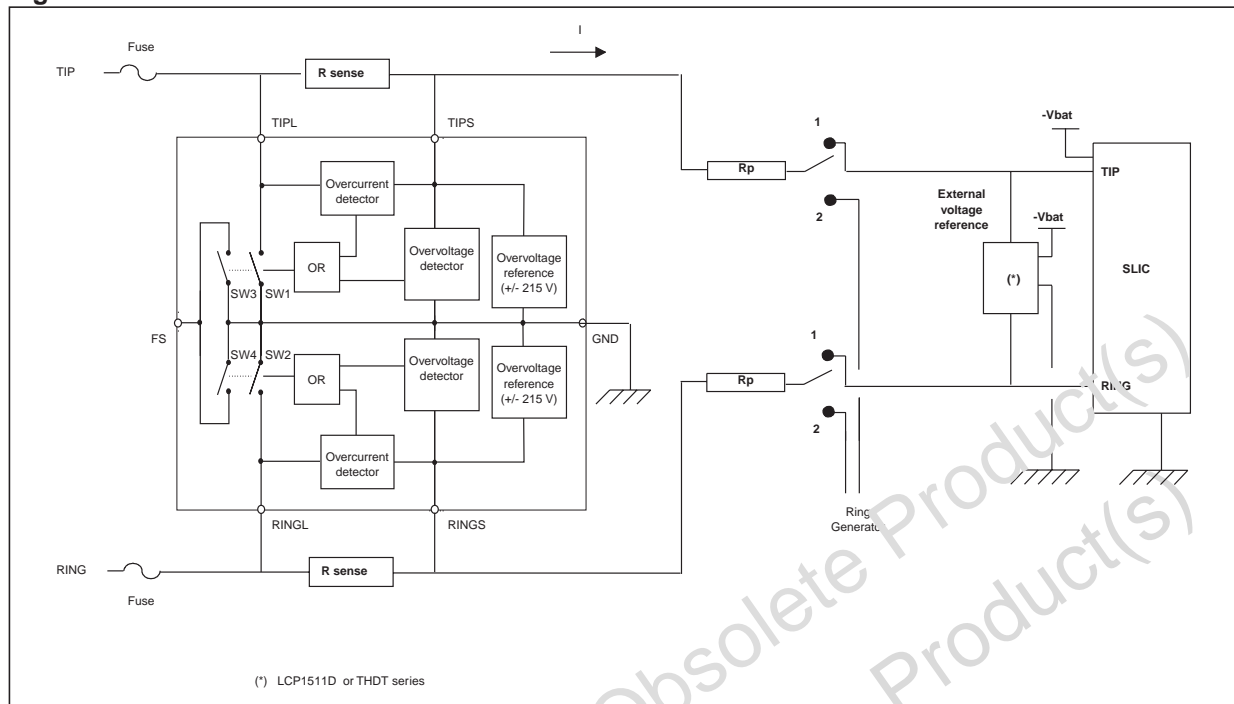 Fuse
I
TIP
R sense
TIPL
TIPS
1
-Vbat
Rp
TIP
Overcurrent
detector
External
voltage
reference
2
-Vbat
Overvoltage
detector
Overvoltage
reference
(+/- 215 V)
OR
(*)
SLIC
SW3
SW1
FS
GND
1
SW4
SW2
Overvoltage
detector
Overvoltage
reference
(+/- 215 V)
OR
Rp
RING
2
Overcurrent
detector
RINGL
RINGS
Ring
RING
R sense
Fuse
(*) LCP1511D or THDT series
Obsolete Product(s)
Product(s)